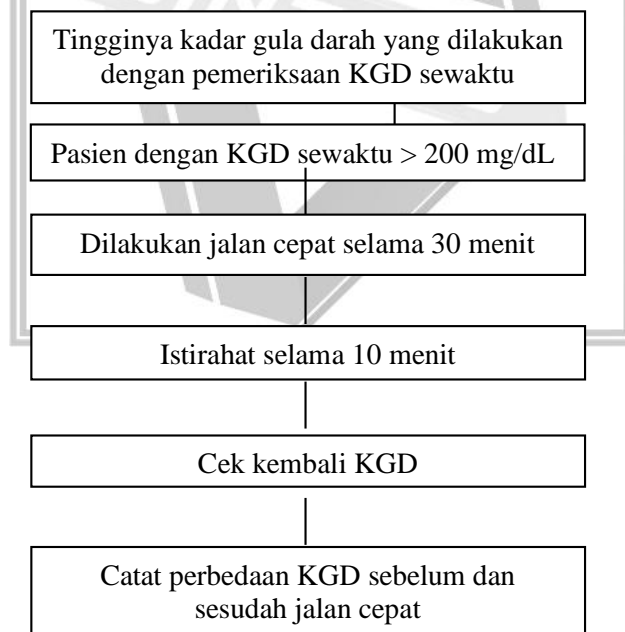 Tingginya kadar gula darah yang dilakukan
dengan pemeriksaan KGD sewaktu
Pasien dengan KGD sewaktu > 200 mg/dL
Dilakukan jalan cepat selama 30 menit
Istirahat selama 10 menit
Cek kembali KGD
Catat perbedaan KGD sebelum dan
sesudah jalan cepat